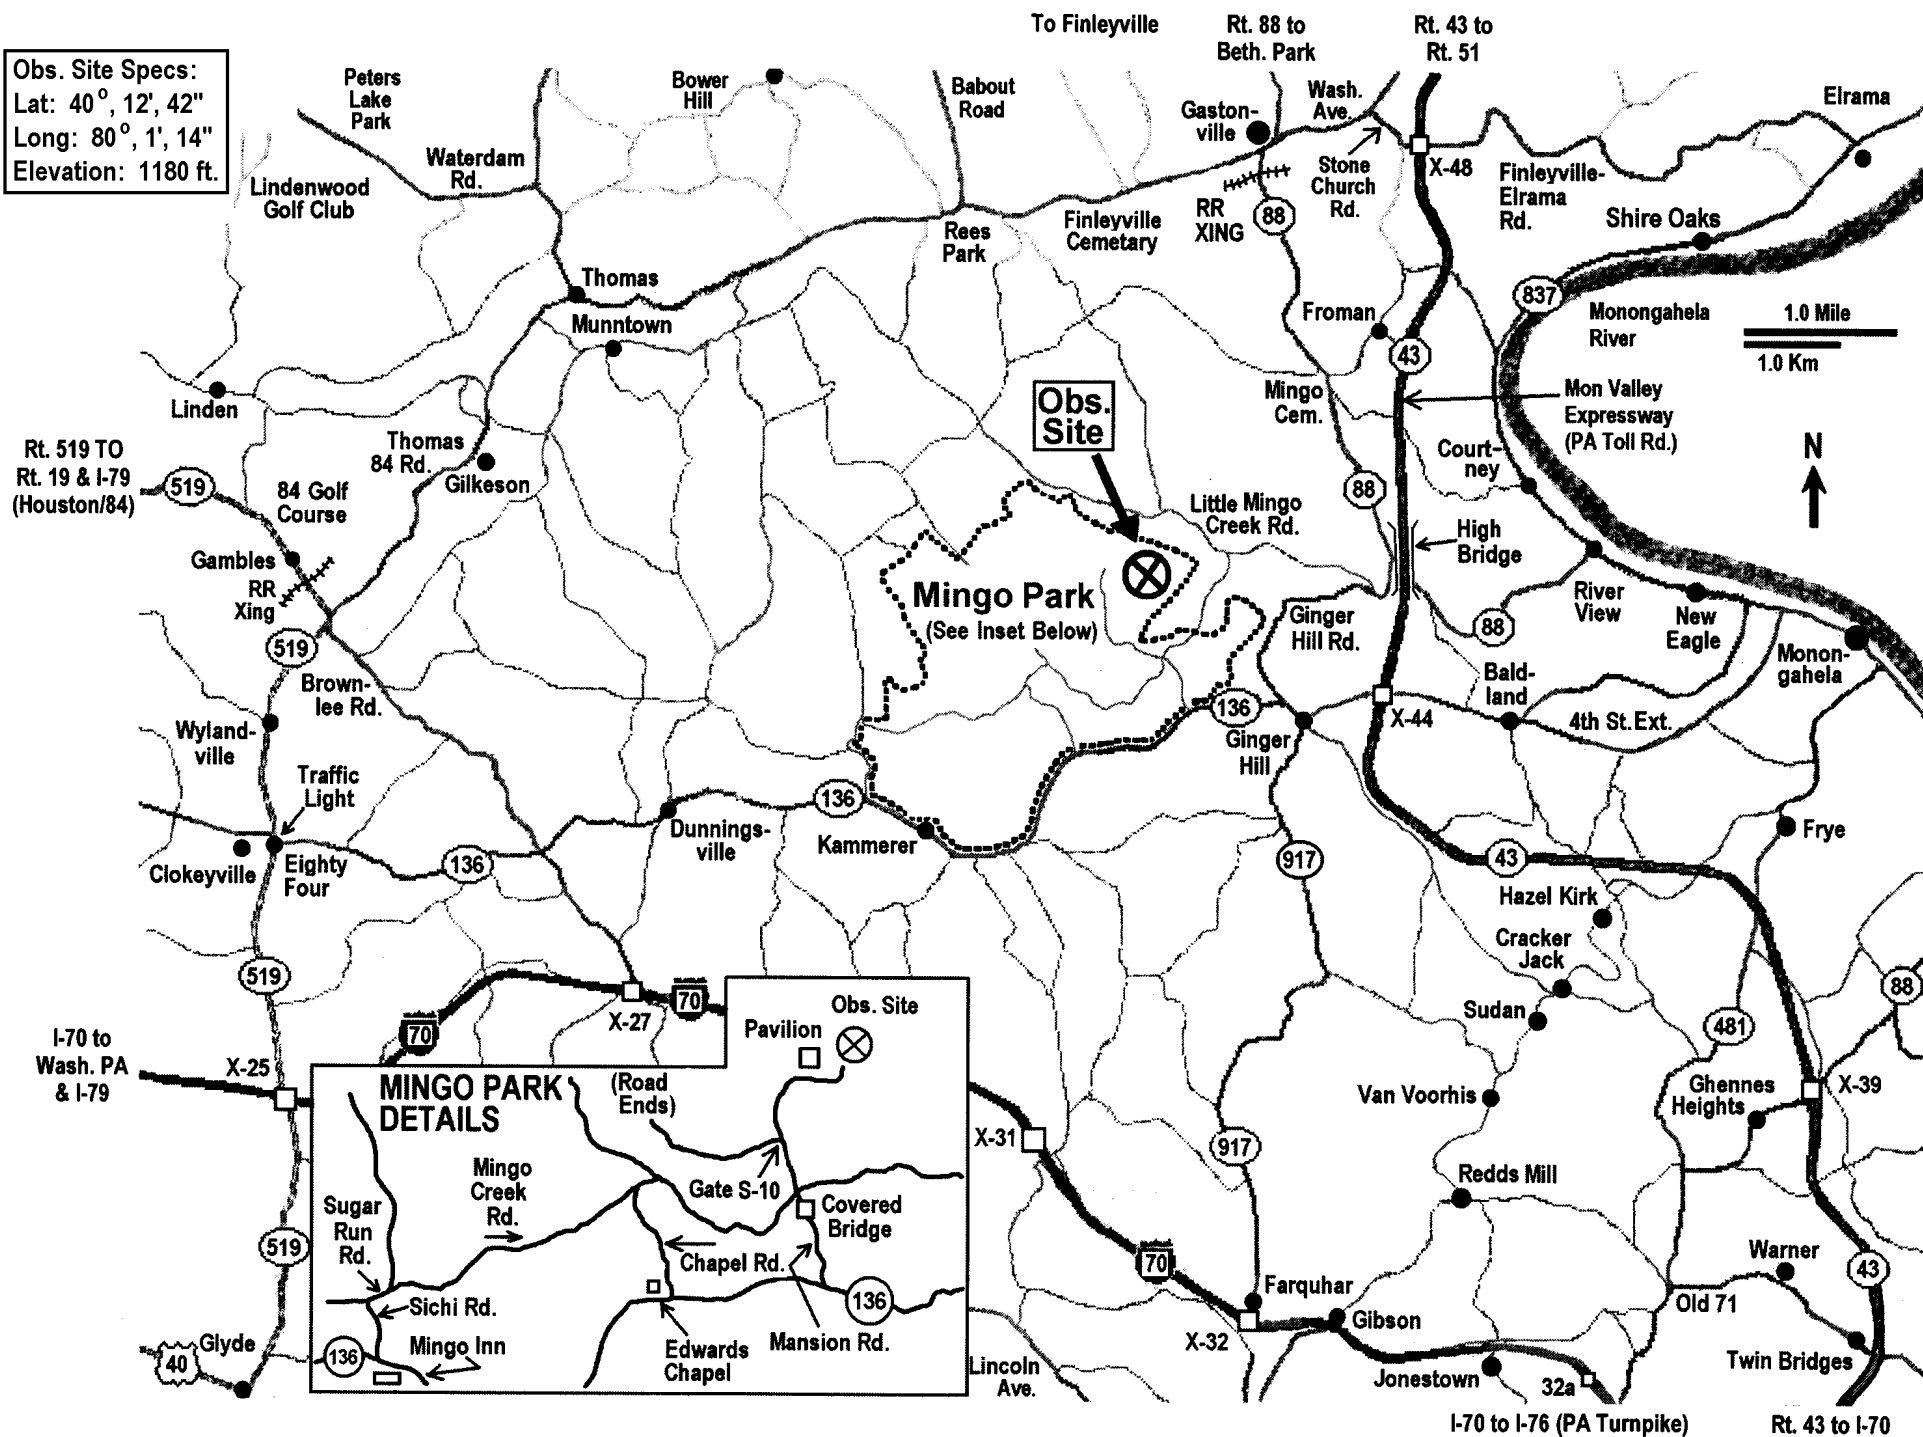 To Finleyville
Rt. 88 to
Beth. Park
Rt. 43 to
Rt. 51
Obs. Site Specs:
Lat: 40°, 12', 42"
Long: 80°, 1', 14"
Elevation: 1180 ft.
Peters
Lake
Park
Bower
Hill
Babout
Road
Gaston-
ville
Wash.
Ave.
Elrama
Waterdam
Rd.
Lindenwood
Golf Club
Stone
Church
Rd.
X-48
Finleyville-
Elrama
Rd.
RR
XING
88
Rees
Park
Finleyville
Cemetary
Shire Oaks
Thomas
Munntown
Froman
837
Monongahela
River
1.0 Mile
1.0 Km
43
Linden
Mingo
Cem.
Mon Valley
Expressway
(PA Toll Rd.)
Obs.
Site
Thomas
84 Rd.
Gilkeson
Rt. 519 TO
Rt. 19 & I-79
(Houston/84)
519
84 Golf
Course
Court-
ney
N
88
Little Mingo
Creek Rd.
High
Bridge
Gambles
RR
Xing
Mingo Park
(See Inset Below)
Ginger
Hill Rd.
River
View
New
Eagle
88
519
Monon-
gahela
Brown-
lee Rd.
Bald-
land
136
X-44
4th St.Ext.
Wyland-
ville
Ginger
Hill
Traffic
Light
136
Dunnings-
ville
Kammerer
Frye
Clokeyville
Eighty
Four
136
917
43
Hazel Kirk
Cracker
Jack
519
70
X-27
70
88
Sudan
481
I-70 to
Wash. PA
& I-79
X-25
Obs. Site
Pavilion
MINGO PARK
DETAILS
(Road
Ends)
Van Voorhis
Ghennes
Heights
X-39
X-31
917
Mingo
Creek
Rd.
Gate S-10
Covered
Bridge
Redds Mill
Sugar
Run
Rd.
519
Chapel Rd.
70
Warner
43
Farquhar
Sichi Rd.
136
Old 71
Gibson
X-32
Glyde
40
136
Mingo Inn
Edwards
Chapel
Mansion Rd.
Lincoln
Ave.
Jonestown
32a
Twin Bridges
I-70 to I-76 (PA Turnpike)
Rt. 43 to I-70